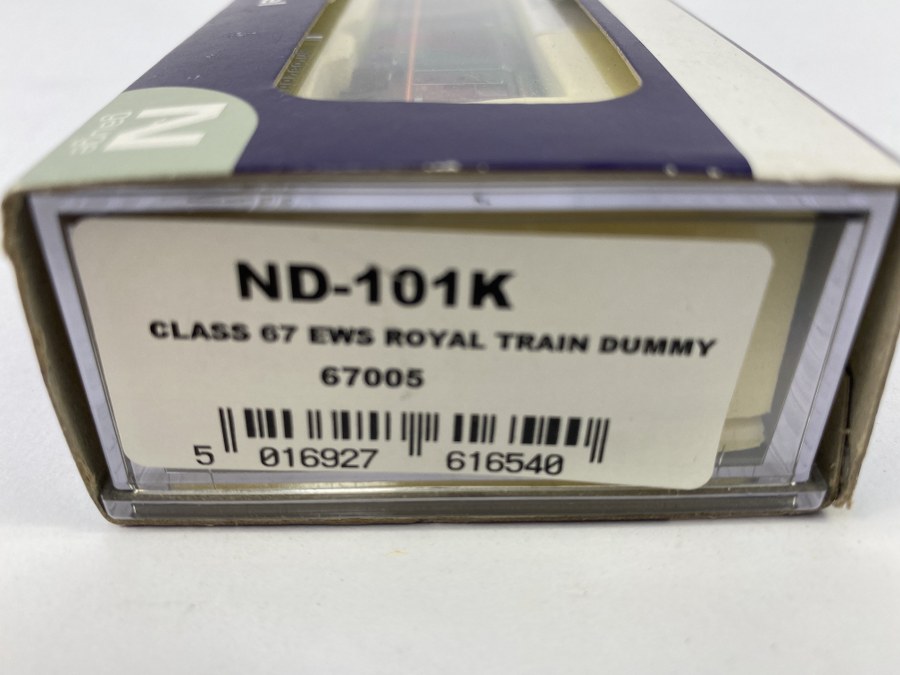 N
ND-101K
CLASS 67 EWS ROYAL TRAIN DUMMY
67005
5 016927 616540